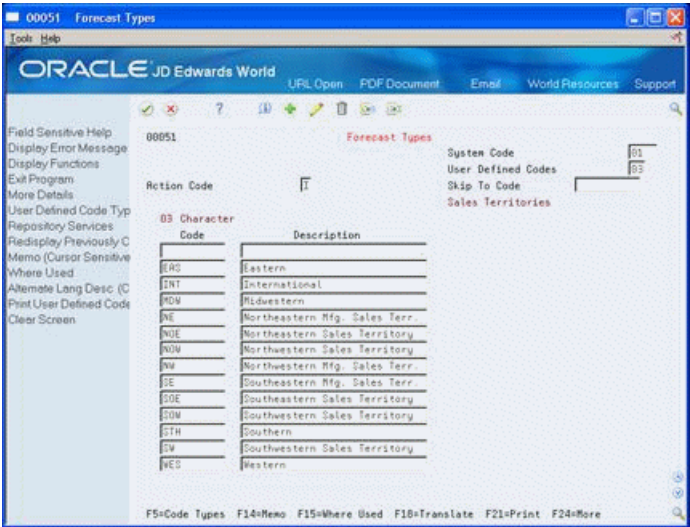 00051 Forecast Types
Tools Help
ORACLE JD Edwards World
URL Open PDF Document Email World Resources Support
Field Sensitive Help
Display Error Message
Display Functions
Exit Program
More Details
User Defined Code Typ
Repository Services
Redisplay Previously C
Memo (Cursor Sensitive
Where Used
Alternate Lang Desc (C
Print User Defined Code
Clear Screen
00051 Forecast Types
System Code 01
User Defined Codes 03
Action Code I Skip To Code
Sales Territories
03 Character
Code Description
.
EAS Eastern
INT International
MDW Midwestern
NE Northeastern Mfg. Sales Terr.
NOE Northeastern Sales Territory
NOW Northwestern Sales Territory
NW Northwestern Mfg. Sales Terr.
SE Southeastern Mfg. Sales Terr.
SOE Southeastern Sales Territory
SOW Southwestern Sales Territory
STH Southern
SW Southwestern Sales Territory
WES Western
F5=Code Types F14=Memo F15=Where Used F18=Translate F21=Print F24=More